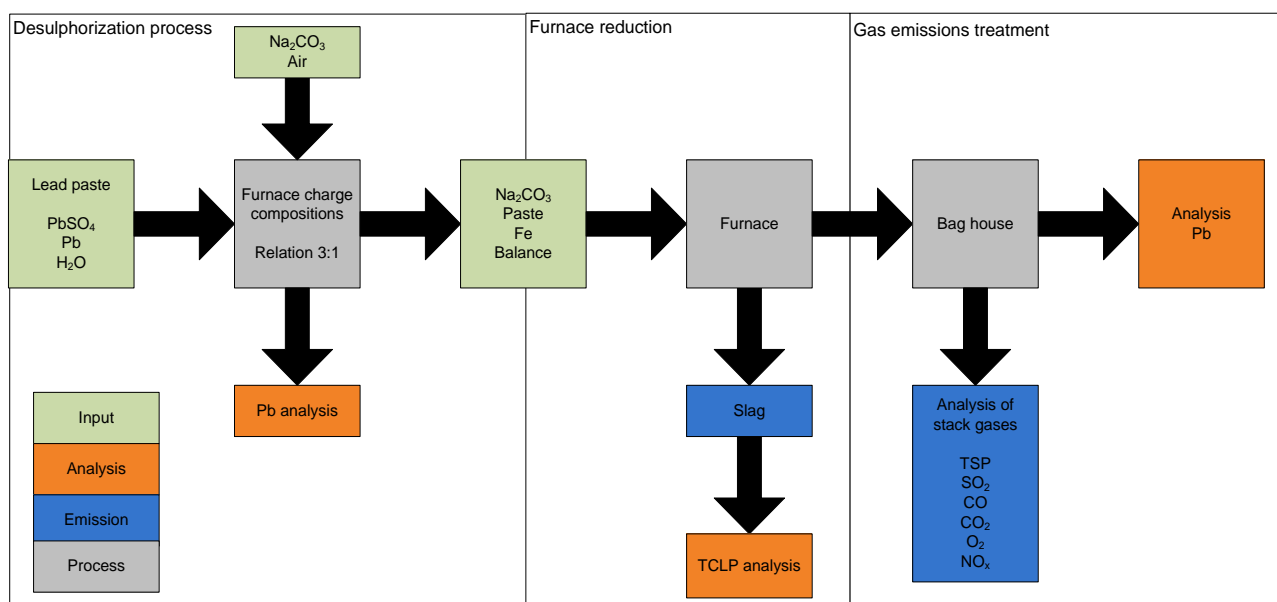 Desulphorization process
Furnace reduction
Gas emissions treatment
Na₂CO₃
Air
Lead paste
PbSO₄
Pb
H₂O
Furnace charge
compositions
Relation 3:1
Na₂CO₃
Paste
Fe
Balance
Furnace
Bag house
Analysis
Pb
Pb analysis
Slag
TCLP analysis
Analysis of
stack gases
TSP
SO₂
CO
CO₂
O₂
NOₓ
Input
Analysis
Emission
Process